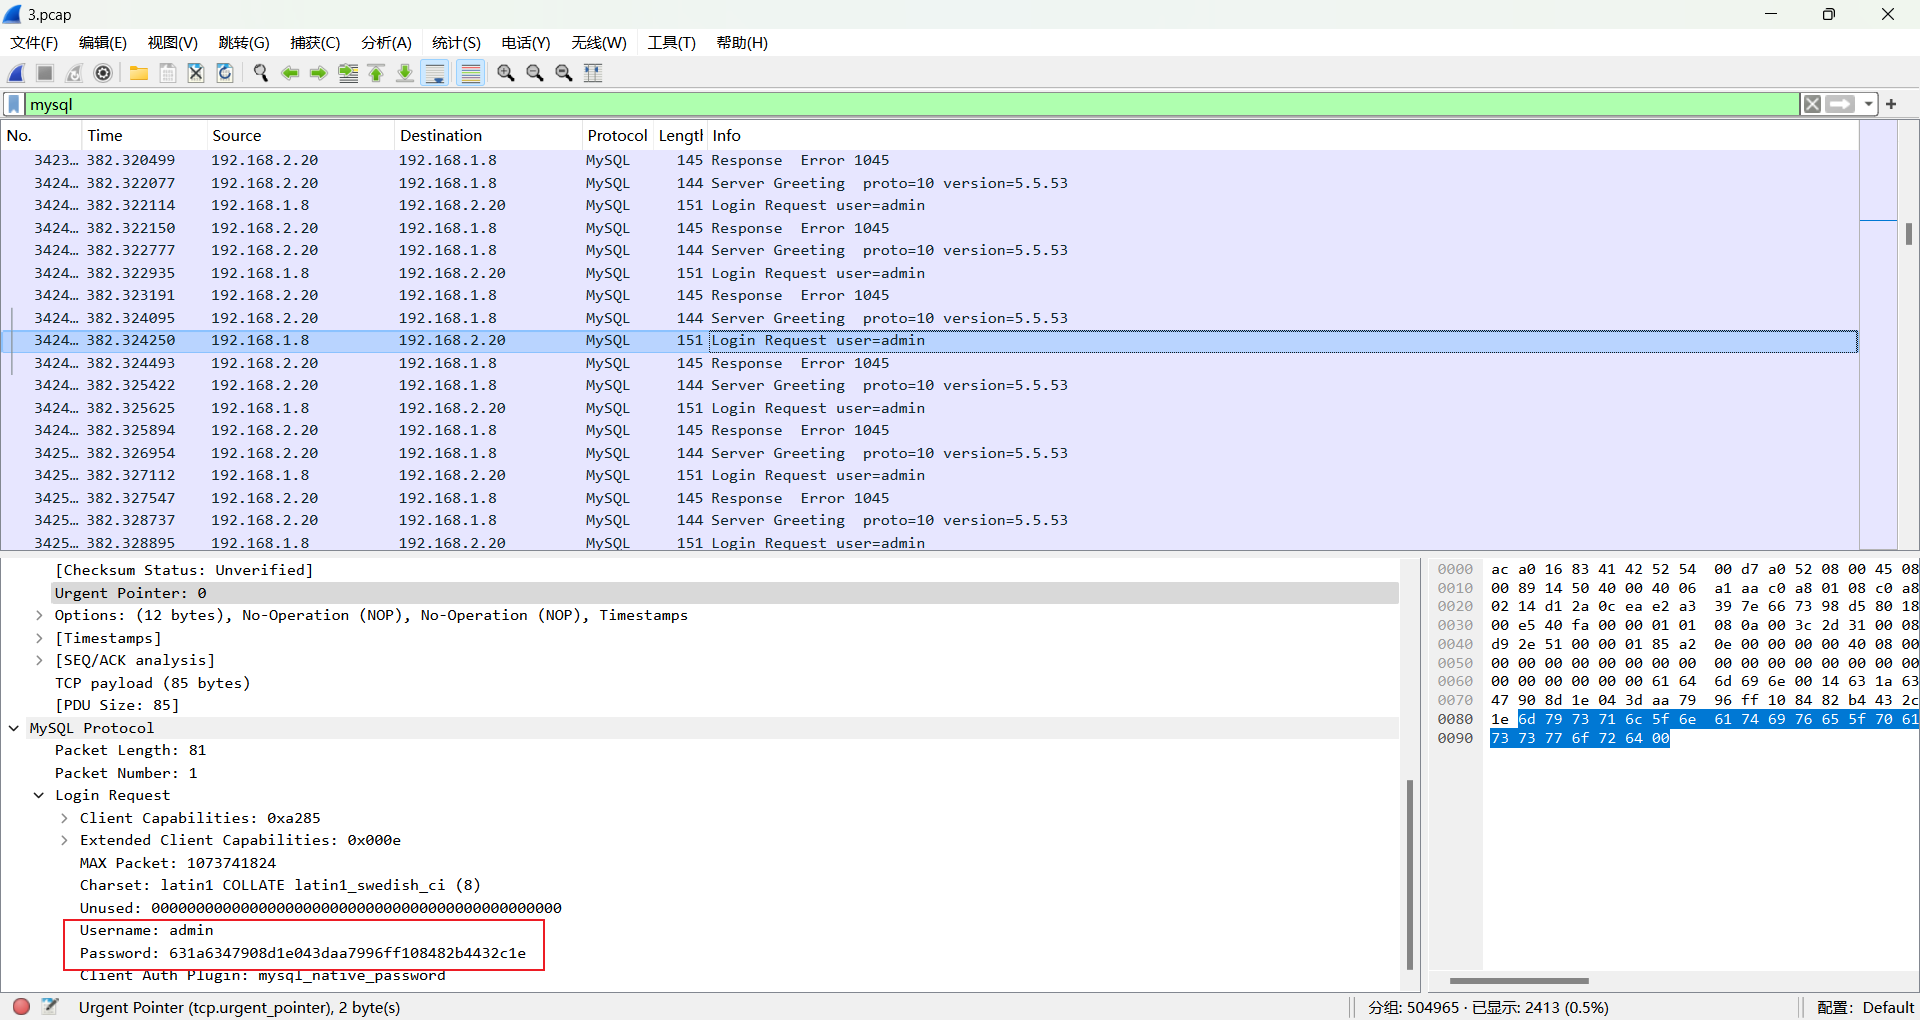 3.pcap
文件(F) 编辑(E) 视图(V) 跳转(G) 捕获(C) 分析(A) 统计(S) 电话(Y) 无线(W) 工具(T) 帮助(H)
mysql
No. Time Source Destination Protocol Length Info
3423… 382.320499 192.168.2.20 192.168.1.8 MySQL 145 Response Error 1045
3424… 382.322077 192.168.2.20 192.168.1.8 MySQL 144 Server Greeting proto=10 version=5.5.53
3424… 382.322114 192.168.1.8 192.168.2.20 MySQL 151 Login Request user=admin
3424… 382.322150 192.168.2.20 192.168.1.8 MySQL 145 Response Error 1045
3424… 382.322777 192.168.2.20 192.168.1.8 MySQL 144 Server Greeting proto=10 version=5.5.53
3424… 382.322935 192.168.1.8 192.168.2.20 MySQL 151 Login Request user=admin
3424… 382.323191 192.168.2.20 192.168.1.8 MySQL 145 Response Error 1045
3424… 382.324095 192.168.2.20 192.168.1.8 MySQL 144 Server Greeting proto=10 version=5.5.53
3424… 382.324250 192.168.1.8 192.168.2.20 MySQL 151 Login Request user=admin
3424… 382.324493 192.168.2.20 192.168.1.8 MySQL 145 Response Error 1045
3424… 382.325422 192.168.2.20 192.168.1.8 MySQL 144 Server Greeting proto=10 version=5.5.53
3424… 382.325625 192.168.1.8 192.168.2.20 MySQL 151 Login Request user=admin
3424… 382.325894 192.168.2.20 192.168.1.8 MySQL 145 Response Error 1045
3425… 382.326954 192.168.2.20 192.168.1.8 MySQL 144 Server Greeting proto=10 version=5.5.53
3425… 382.327112 192.168.1.8 192.168.2.20 MySQL 151 Login Request user=admin
3425… 382.327547 192.168.2.20 192.168.1.8 MySQL 145 Response Error 1045
3425… 382.328737 192.168.2.20 192.168.1.8 MySQL 144 Server Greeting proto=10 version=5.5.53
3425… 382.328895 192.168.1.8 192.168.2.20 MySQL 151 Login Request user=admin
[Checksum Status: Unverified]
Urgent Pointer: 0
Options: (12 bytes), No-Operation (NOP), No-Operation (NOP), Timestamps
[Timestamps]
[SEQ/ACK analysis]
TCP payload (85 bytes)
[PDU Size: 85]
MySQL Protocol
Packet Length: 81
Packet Number: 1
Login Request
Client Capabilities: 0xa285
Extended Client Capabilities: 0x000e
MAX Packet: 1073741824
Charset: latin1 COLLATE latin1_swedish_ci (8)
Unused: 0000000000000000000000000000000000000000000000
Username: admin
Password: 631a6347908d1e043daa7996ff108482b4432c1e
Client Auth Plugin: mysql_native_password
0000 ac a0 16 83 41 42 52 54 00 d7 a0 52 08 00 45 08
0010 00 89 14 50 40 00 40 06 a1 aa c0 a8 01 08 c0 a8
0020 02 14 d1 2a 0c ea e2 a3 39 7e 66 73 98 d5 80 18
0030 00 e5 40 fa 00 00 01 01 08 0a 00 3c 2d 31 00 08
0040 d9 2e 51 00 00 01 85 a2 0e 00 00 00 00 40 08 00
0050 00 00 00 00 00 00 00 00 00 00 00 00 00 00 00 00
0060 00 00 00 00 00 00 61 64 6d 69 6e 00 14 63 1a 63
0070 47 90 8d 1e 04 3d aa 79 96 ff 10 84 82 b4 43 2c
0080 1e 6d 79 73 71 6c 5f 6e 61 74 69 76 65 5f 70 61
0090 73 73 77 6f 72 64 00
Urgent Pointer (tcp.urgent_pointer), 2 byte(s)
分组: 504965 · 已显示: 2413 (0.5%)
配置: Default